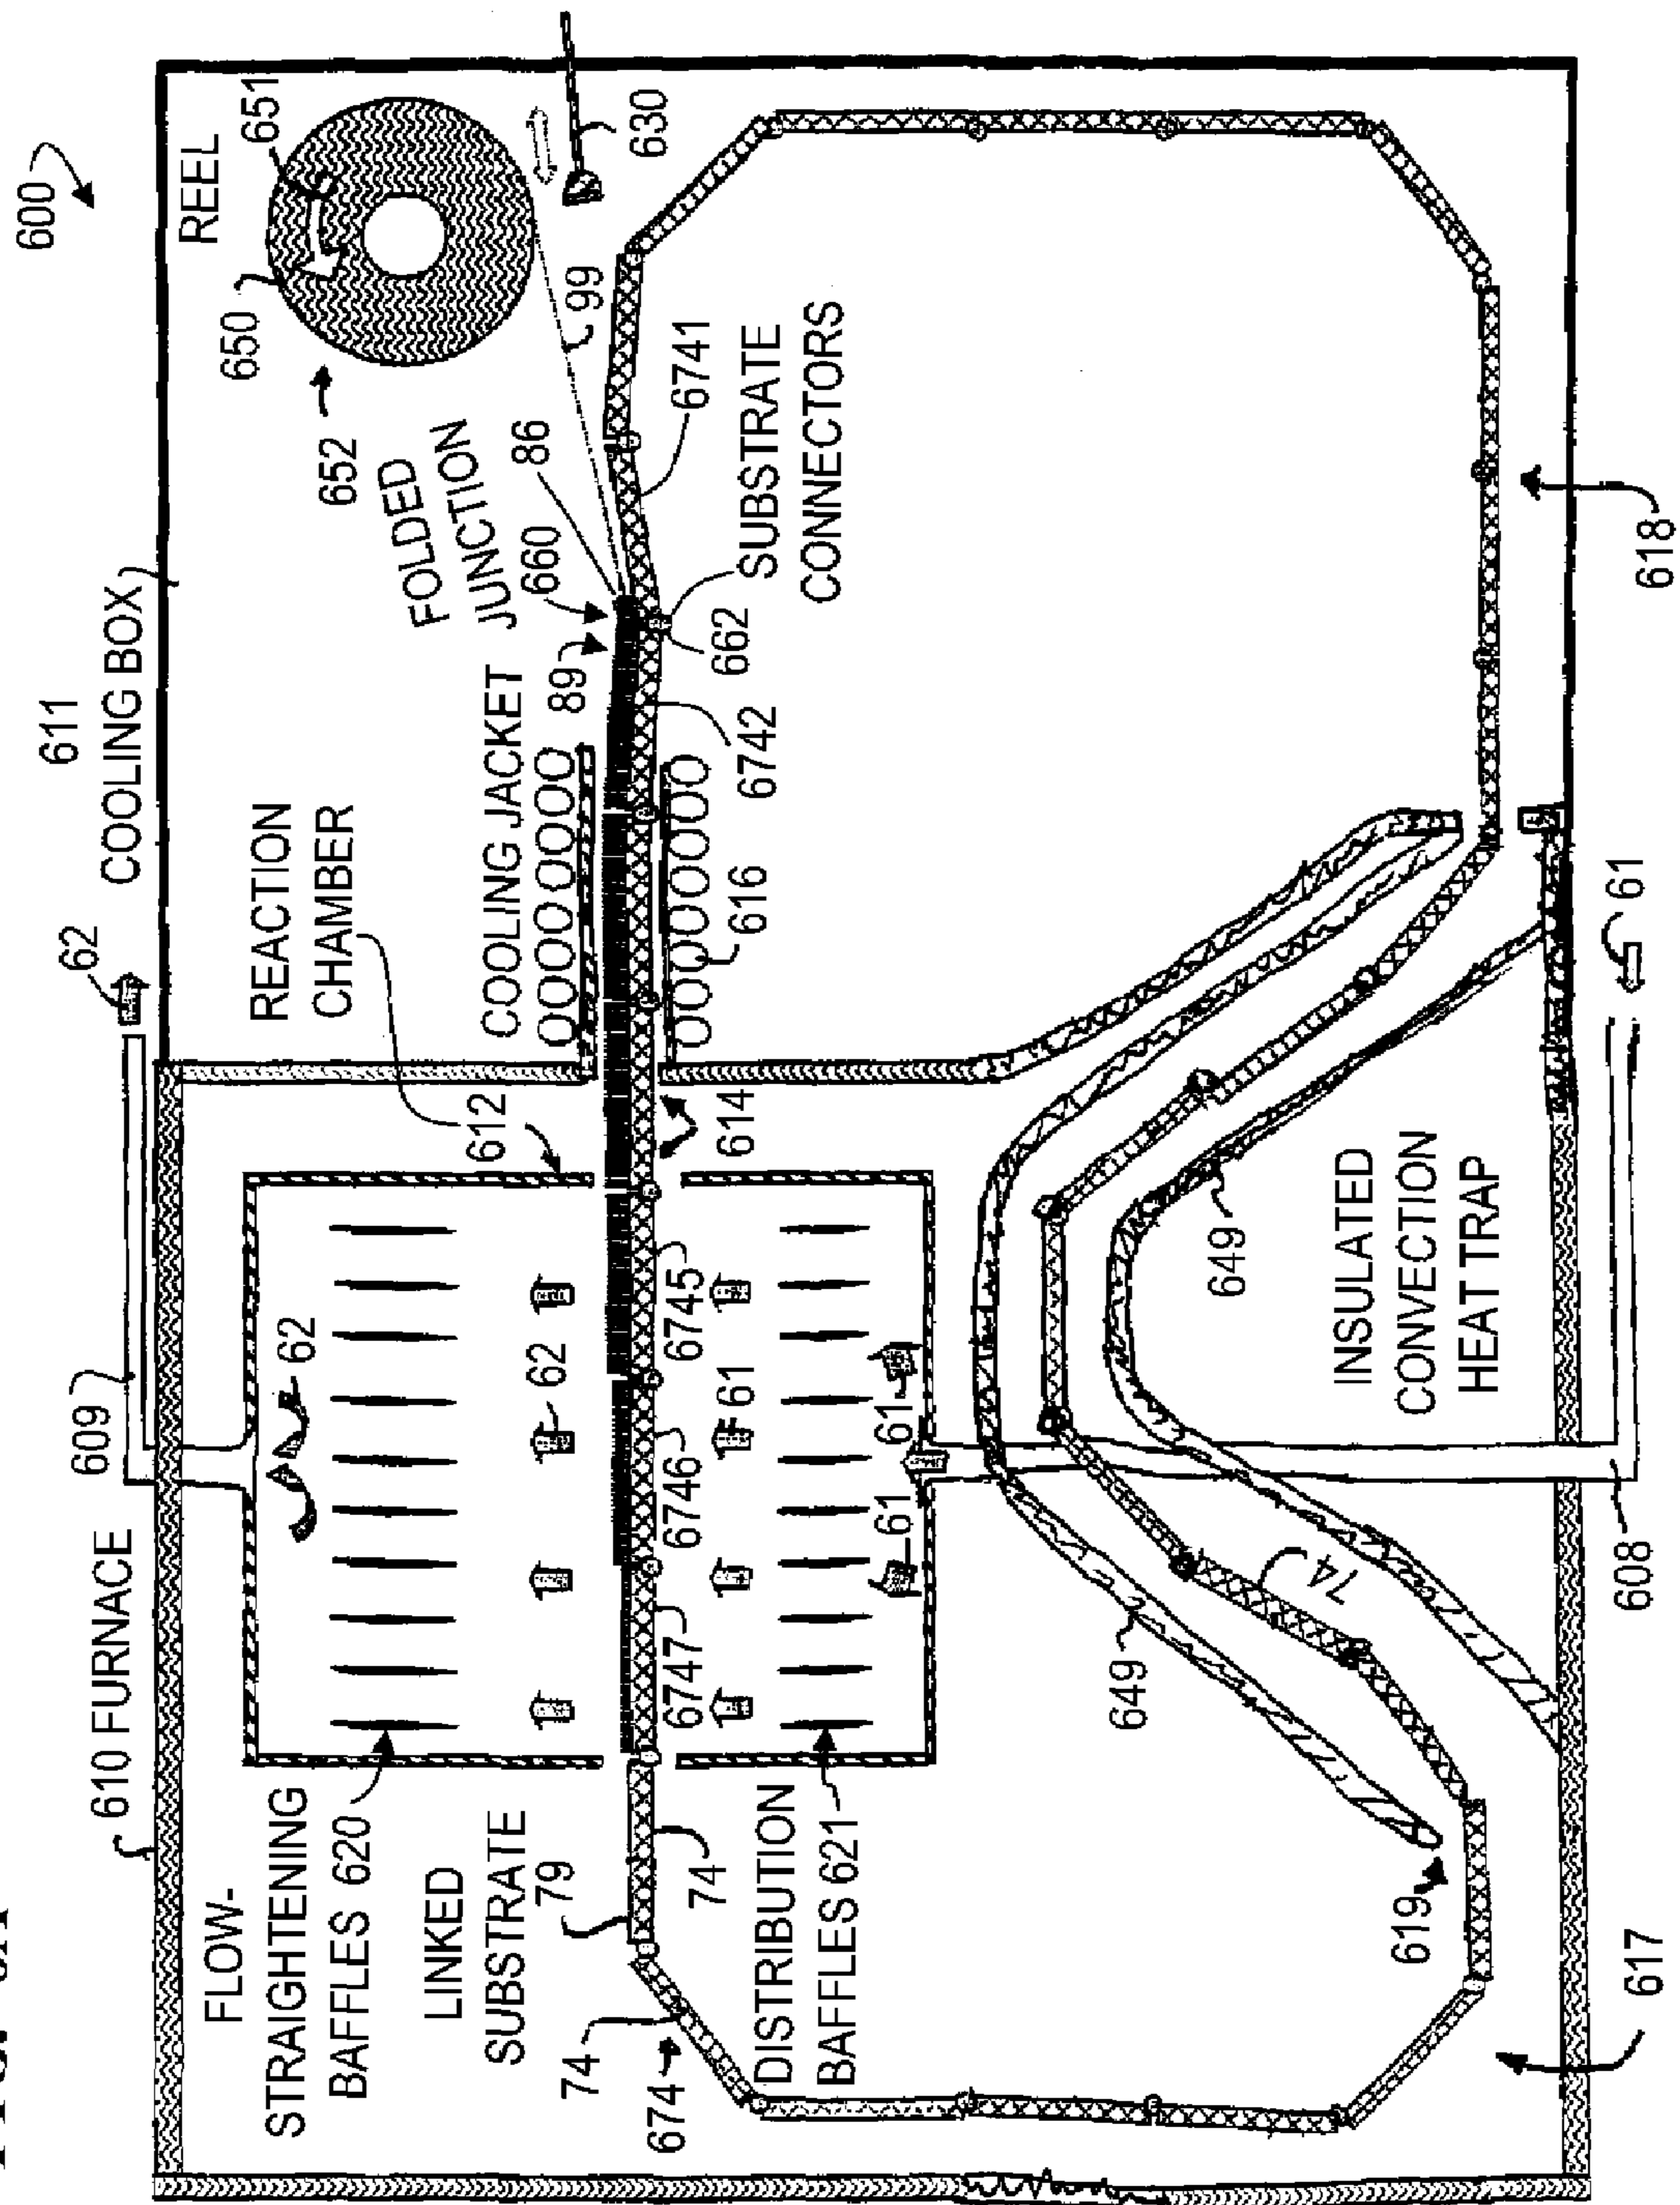 600
611
COOLING BOX
62
609
610 FURNACE
REEL
651
650
652
REACTION
CHAMBER
612
FOLDED
JUNCTION
660
86
89
99
630
COOLING JACKET
62
62
FLOW-
STRAIGHTENING
BAFFLES 620
LINKED
SUBSTRATE
79
74
674
74
6747
6746
6745
614
616
6742
662
6741
SUBSTRATE
CONNECTORS
61
61
61
DISTRIBUTION
BAFFLES 621
649
74
649
INSULATED
CONVECTION
HEAT TRAP
61
619
617
608
618